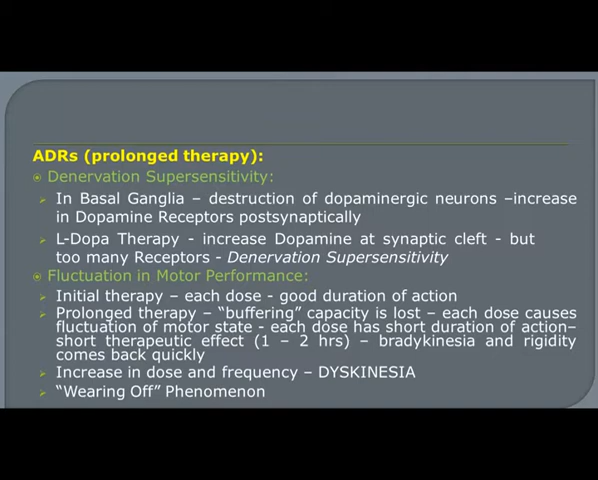 ADRs (prolonged therapy):
Denervation Supersensitivity:
In Basal Ganglia – destruction of dopaminergic neurons –increase
in Dopamine Receptors postsynaptically
L-Dopa Therapy - increase Dopamine at synaptic cleft - but
too many Receptors - Denervation Supersensitivity
Fluctuation in Motor Performance:
Initial therapy – each dose - good duration of action
Prolonged therapy – “buffering” capacity is lost – each dose causes
fluctuation of motor state - each dose has short duration of action–
short therapeutic effect (1 – 2 hrs) – bradykinesia and rigidity
comes back quickly
Increase in dose and frequency – DYSKINESIA
“Wearing Off” Phenomenon